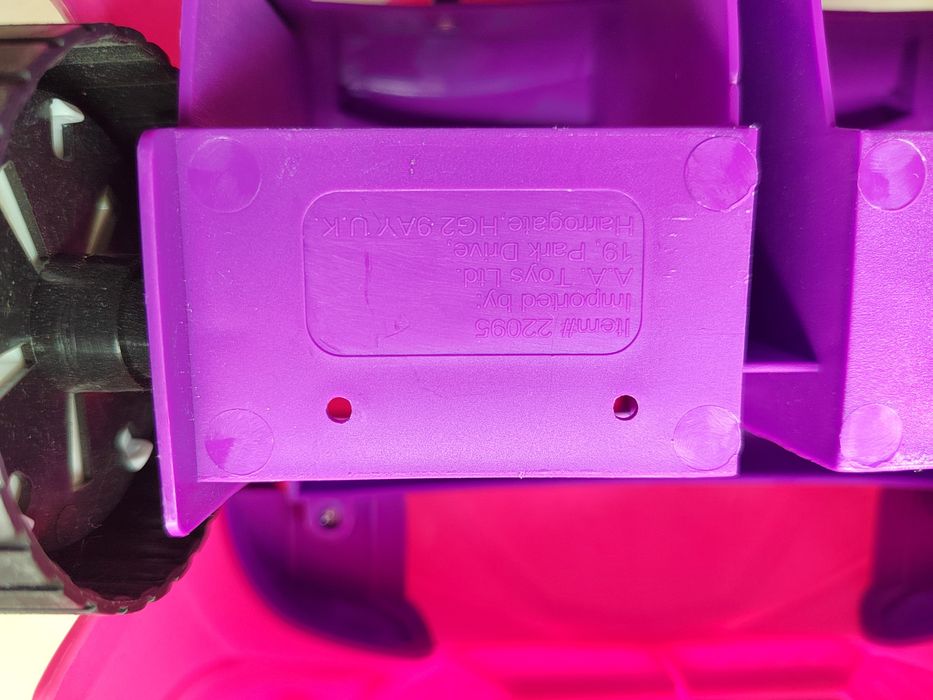 Item# 22095
Imported by:
A.A. Toys Ltd.
19, Park Drive,
Harrogate,HG2 9AY U.K.